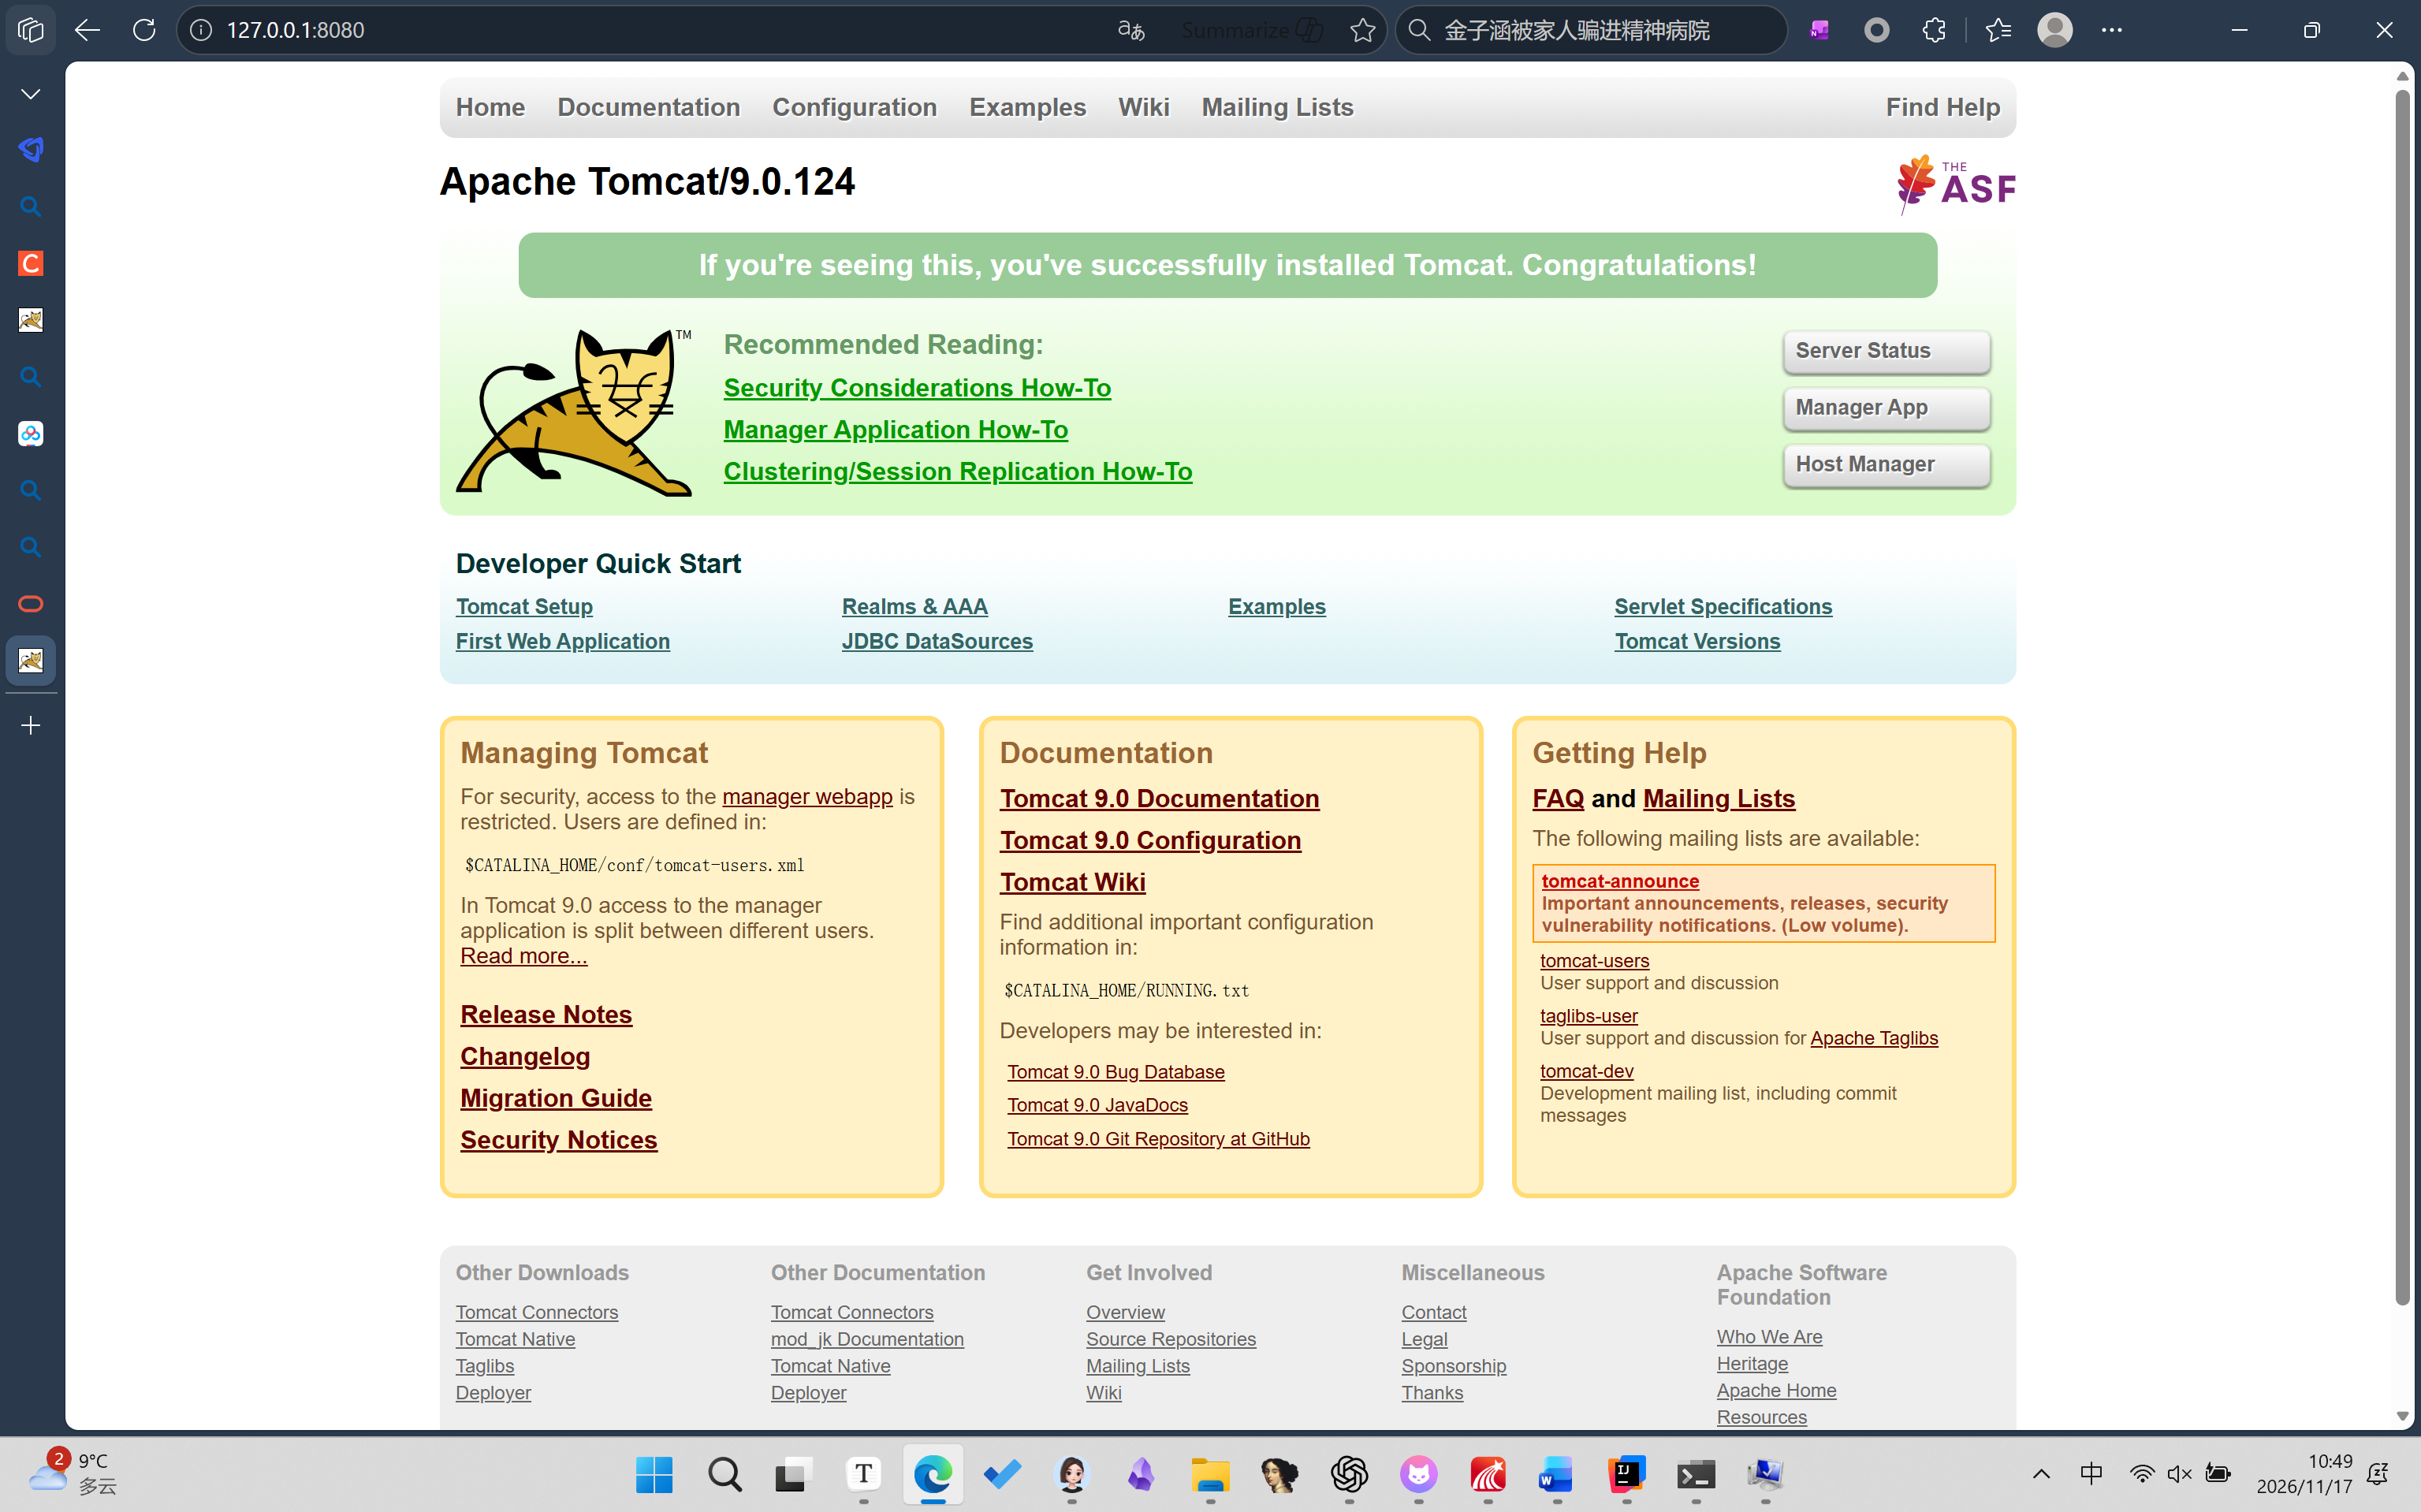 127.0.0.1:8080
Summarize
金子涵被家人骗进精神病院
Home Documentation Configuration Examples Wiki Mailing Lists Find Help
Apache Tomcat/9.0.124
THE
ASF
If you're seeing this, you've successfully installed Tomcat. Congratulations!
TM
Recommended Reading:
Security Considerations How-To
Manager Application How-To
Clustering/Session Replication How-To
Server Status
Manager App
Host Manager
Developer Quick Start
Tomcat Setup
First Web Application
Realms & AAA
JDBC DataSources
Examples
Servlet Specifications
Tomcat Versions
Managing Tomcat
For security, access to the manager webapp is
restricted. Users are defined in:
$CATALINA_HOME/conf/tomcat-users.xml
In Tomcat 9.0 access to the manager
application is split between different users.
Read more...
Release Notes
Changelog
Migration Guide
Security Notices
Documentation
Tomcat 9.0 Documentation
Tomcat 9.0 Configuration
Tomcat Wiki
Find additional important configuration
information in:
$CATALINA_HOME/RUNNING.txt
Developers may be interested in:
Tomcat 9.0 Bug Database
Tomcat 9.0 JavaDocs
Tomcat 9.0 Git Repository at GitHub
Getting Help
FAQ and Mailing Lists
The following mailing lists are available:
tomcat-announce
Important announcements, releases, security
vulnerability notifications. (Low volume).
tomcat-users
User support and discussion
taglibs-user
User support and discussion for Apache Taglibs
tomcat-dev
Development mailing list, including commit
messages
Other Downloads
Tomcat Connectors
Tomcat Native
Taglibs
Deployer
Other Documentation
Tomcat Connectors
mod_jk Documentation
Tomcat Native
Deployer
Get Involved
Overview
Source Repositories
Mailing Lists
Wiki
Miscellaneous
Contact
Legal
Sponsorship
Thanks
Apache Software
Foundation
Who We Are
Heritage
Apache Home
Resources
2
9°C
多云
中
10:49
2026/11/17